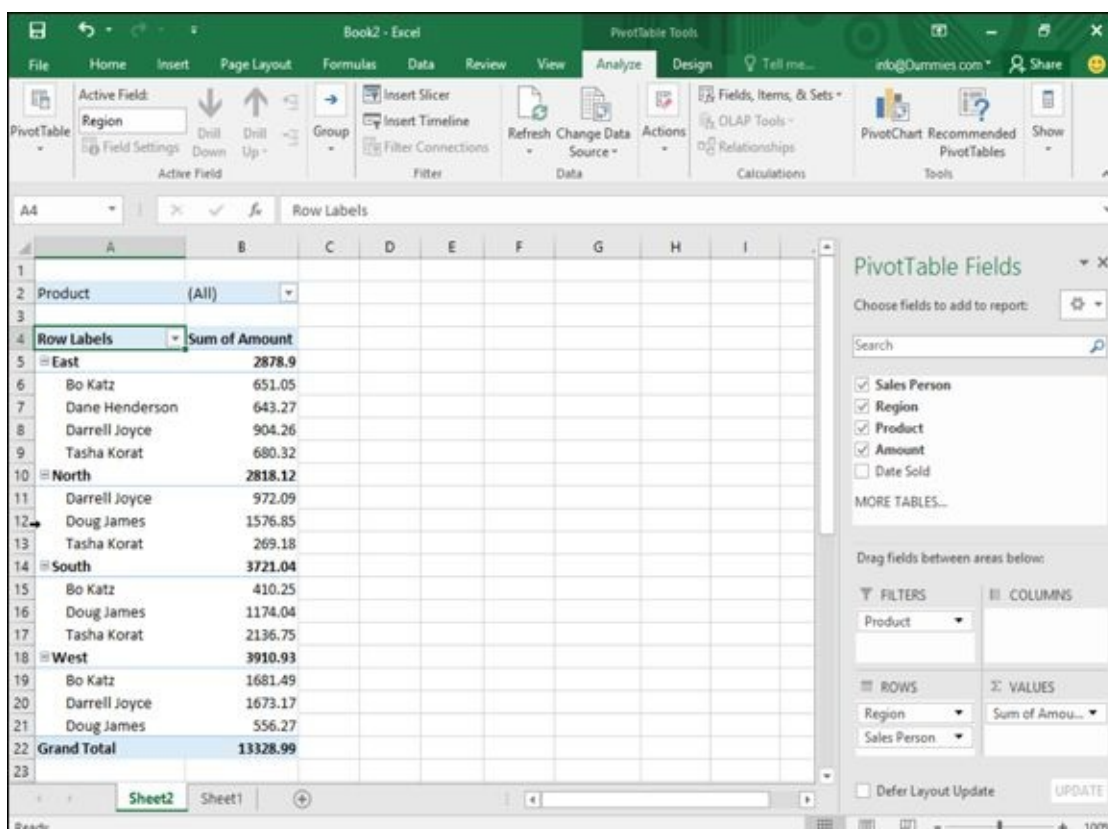 Book2 - Excel PivotTable Tools
File Home Insert Page Layout Formulas Data Review View Analyze Design Tell me... info@Dummies.com Share
PivotTable
Active Field:
Region
Field Settings
Drill Down
Drill Up
Active Field
Group
Insert Slicer
Insert Timeline
Filter Connections
Filter
Refresh
Change Data Source
Data
Actions
Fields, Items, & Sets
OLAP Tools
Relationships
Calculations
PivotChart
Recommended PivotTables
Tools
Show
A4 fx Row Labels
A B C D E F G H I
1
2 Product (All)
3
4 Row Labels Sum of Amount
5 East 2878.9
6 Bo Katz 651.05
7 Dane Henderson 643.27
8 Darrell Joyce 904.26
9 Tasha Korat 680.32
10 North 2818.12
11 Darrell Joyce 972.09
12 Doug James 1576.85
13 Tasha Korat 269.18
14 South 3721.04
15 Bo Katz 410.25
16 Doug James 1174.04
17 Tasha Korat 2136.75
18 West 3910.93
19 Bo Katz 1681.49
20 Darrell Joyce 1673.17
21 Doug James 556.27
22 Grand Total 13328.99
23
PivotTable Fields
Choose fields to add to report:
Search
Sales Person
Region
Product
Amount
Date Sold
MORE TABLES...
Drag fields between areas below:
FILTERS COLUMNS
Product
ROWS Σ VALUES
Region Sum of Amou...
Sales Person
Defer Layout Update UPDATE
Sheet2 Sheet1
Ready 100%